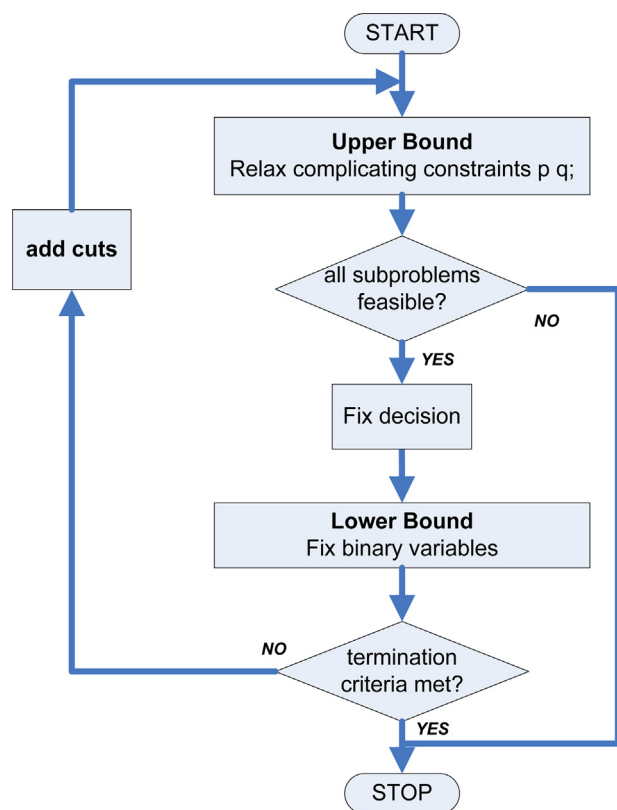 START
Upper Bound
Relax complicating constraints p q;
add cuts
all subproblems
feasible?
NO
YES
Fix decision
Lower Bound
Fix binary variables
NO
termination
criteria met?
YES
STOP